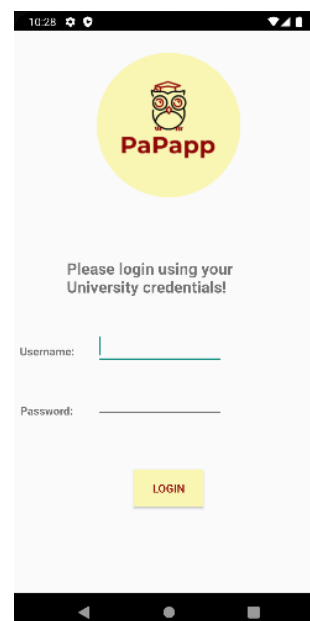 10:28
PaPapp
Please login using your
University credentials!
Username:
Password:
LOGIN